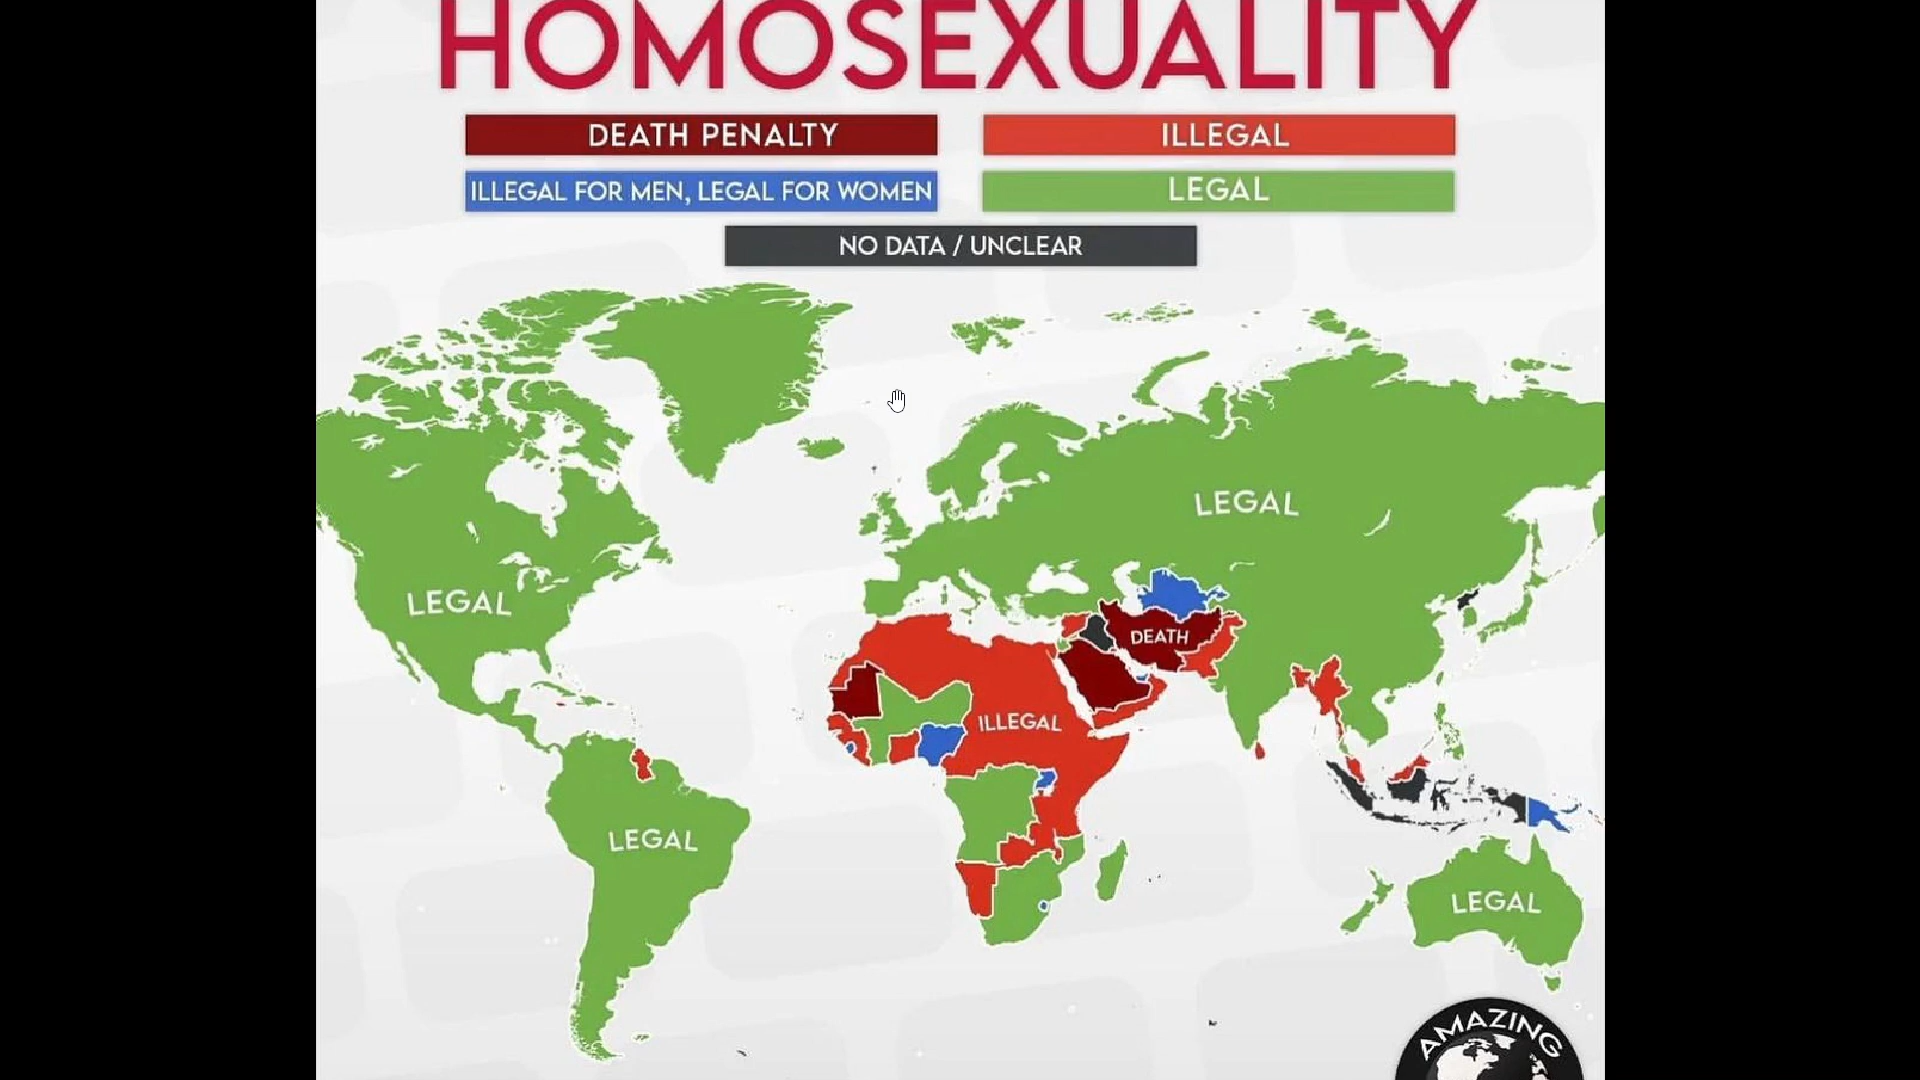 HOMOSEXUALITY
DEATH PENALTY
ILLEGAL
ILLEGAL FOR MEN, LEGAL FOR WOMEN
LEGAL
NO DATA / UNCLEAR
LEGAL
LEGAL
DEATH
ILLEGAL
LEGAL
LEGAL
AMAZING